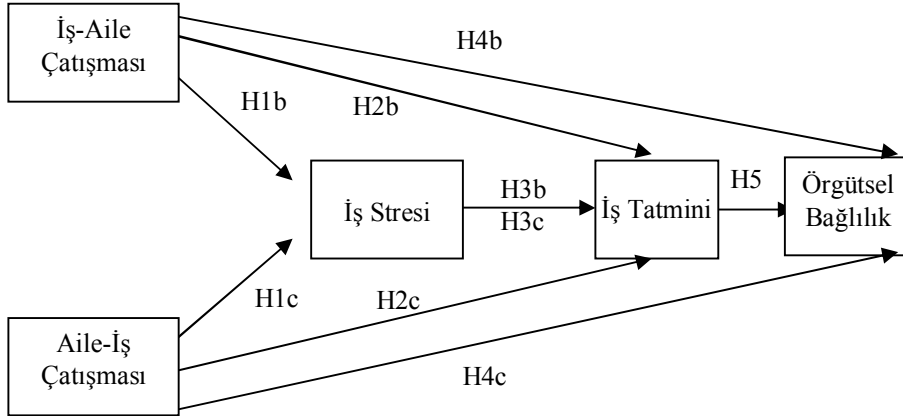 İş-Aile
Çatışması
H4b
H1b
H2b
İş Stresi
H3b
H3c
İş Tatmini
H5
Örgütsel
Bağlılık
H1c
H2c
Aile-İş
Çatışması
H4c